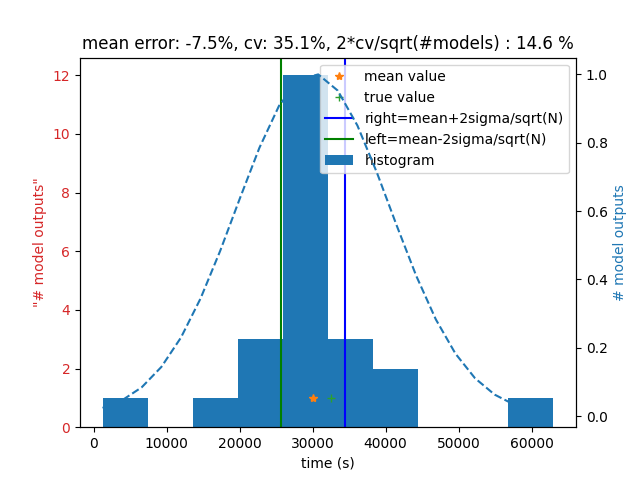 mean error: -7.5%, cv: 35.1%, 2*cv/sqrt(#models) : 14.6 %
mean value
true value
right=mean+2sigma/sqrt(N)
left=mean-2sigma/sqrt(N)
histogram
12
10
8
6
4
2
0
"# model outputs"
1.0
0.8
0.6
0.4
0.2
0.0
# model outputs
0 10000 20000 30000 40000 50000 60000
time (s)